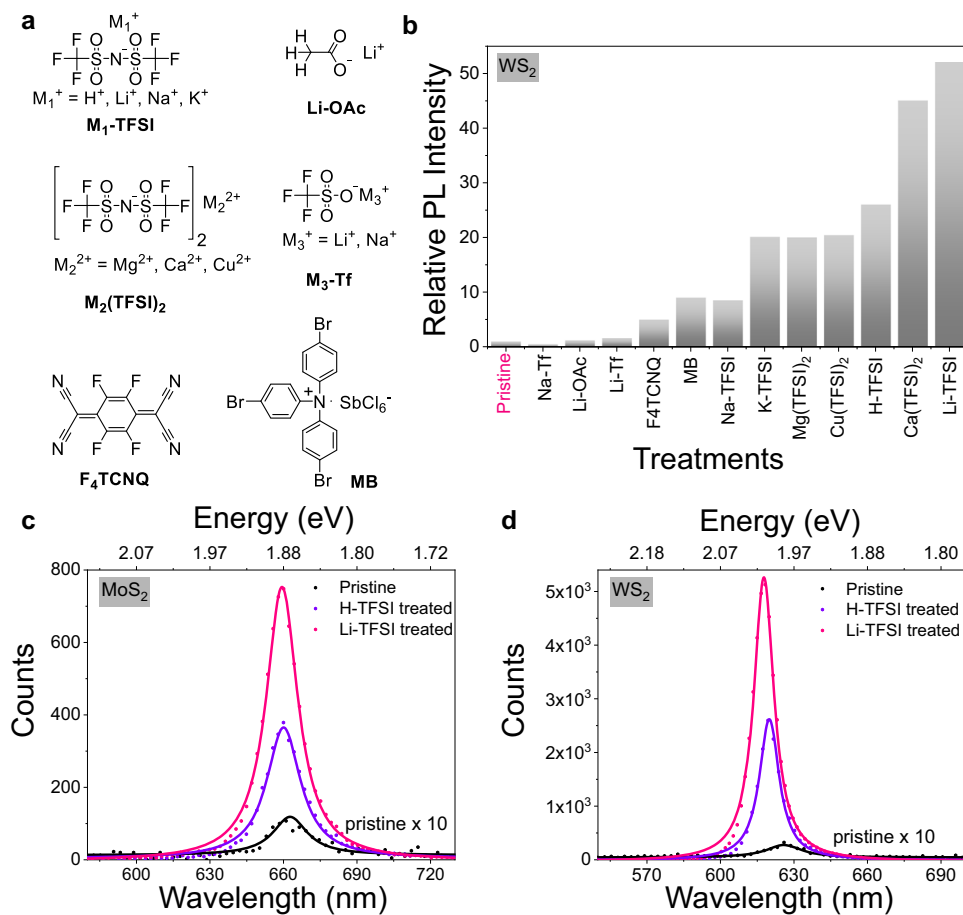 a
M₁⁺
F F O O O O F F
F S N⁻ S F
M₁⁺ = H⁺, Li⁺, Na⁺, K⁺
M₁-TFSI
H H H O O⁻ Li⁺
Li-OAc
F F O O O O F F
F S N⁻ S F
2
M₂²⁺
M₂²⁺ = Mg²⁺, Ca²⁺, Cu²⁺
M₂(TFSI)₂
F F F S O O O⁻ M₃⁺
M₃⁺ = Li⁺, Na⁺
M₃-Tf
N N F F
F F N N
F₄TCNQ
Br
Br N⁺· SbCl₆⁻
Br
MB
b
WS₂
Relative PL Intensity
50
40
30
20
10
0
Pristine
Na-Tf
Li-OAc
Li-Tf
F4TCNQ
MB
Na-TFSI
K-TFSI
Mg(TFSI)₂
Cu(TFSI)₂
H-TFSI
Ca(TFSI)₂
Li-TFSI
Treatments
c
Energy (eV)
2.07 1.97 1.88 1.80 1.72
MoS₂
Pristine
H-TFSI treated
Li-TFSI treated
Counts
800
600
400
200
0
pristine x 10
600 630 660 690 720
Wavelength (nm)
d
Energy (eV)
2.18 2.07 1.97 1.88 1.80
WS₂
Pristine
H-TFSI treated
Li-TFSI treated
Counts
5x10³
4x10³
3x10³
2x10³
1x10³
0
pristine x 10
570 600 630 660 690
Wavelength (nm)